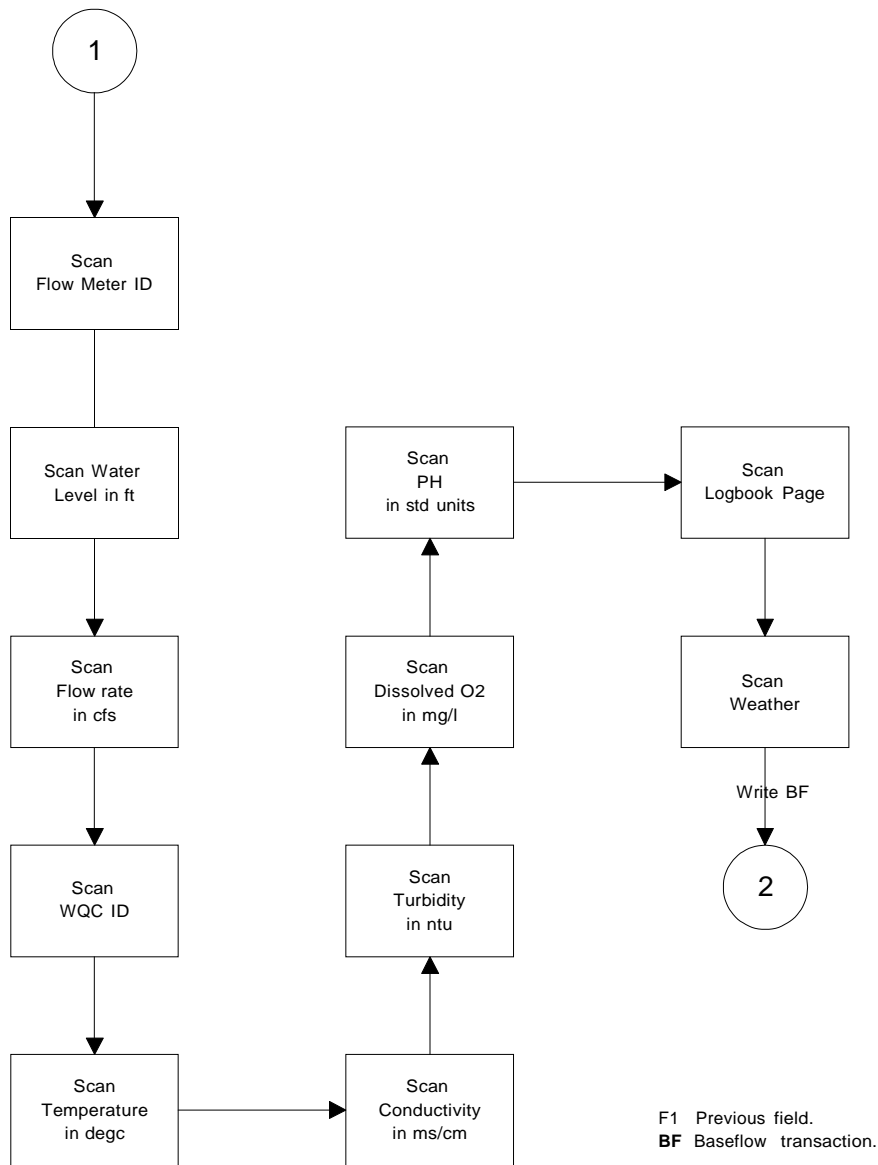 1
Scan
Flow Meter ID
Scan Water
Level in ft
Scan
Flow rate
in cfs
Scan
WQC ID
Scan
Temperature
in degc
Scan
Conductivity
in ms/cm
Scan
Turbidity
in ntu
Scan
Dissolved O2
in mg/l
Scan
PH
in std units
Scan
Logbook Page
Scan
Weather
Write BF
2
F1 Previous field.
BF Baseflow transaction.